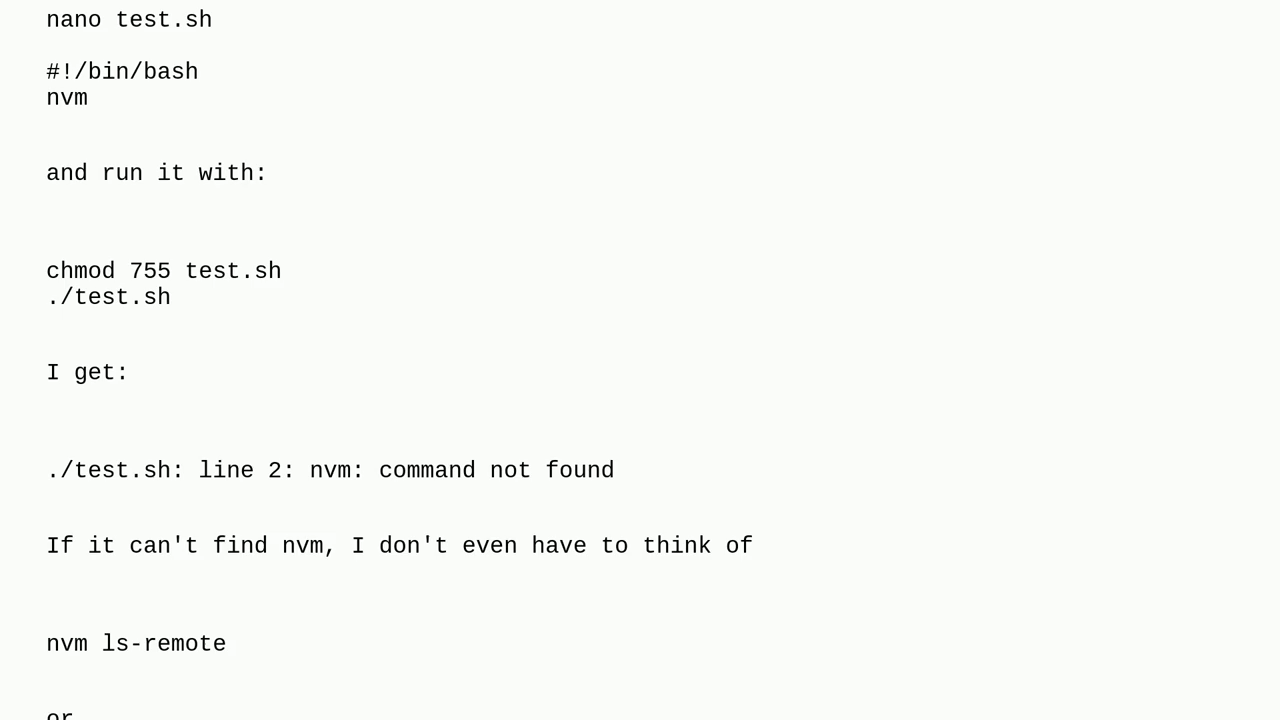 nano test.sh
#!/bin/bash
nvm
and run it with:
chmod 755 test.sh
./test.sh
I get:
./test.sh: line 2: nvm: command not found
If it can't find nvm, I don't even have to think of
nvm ls-remote
or